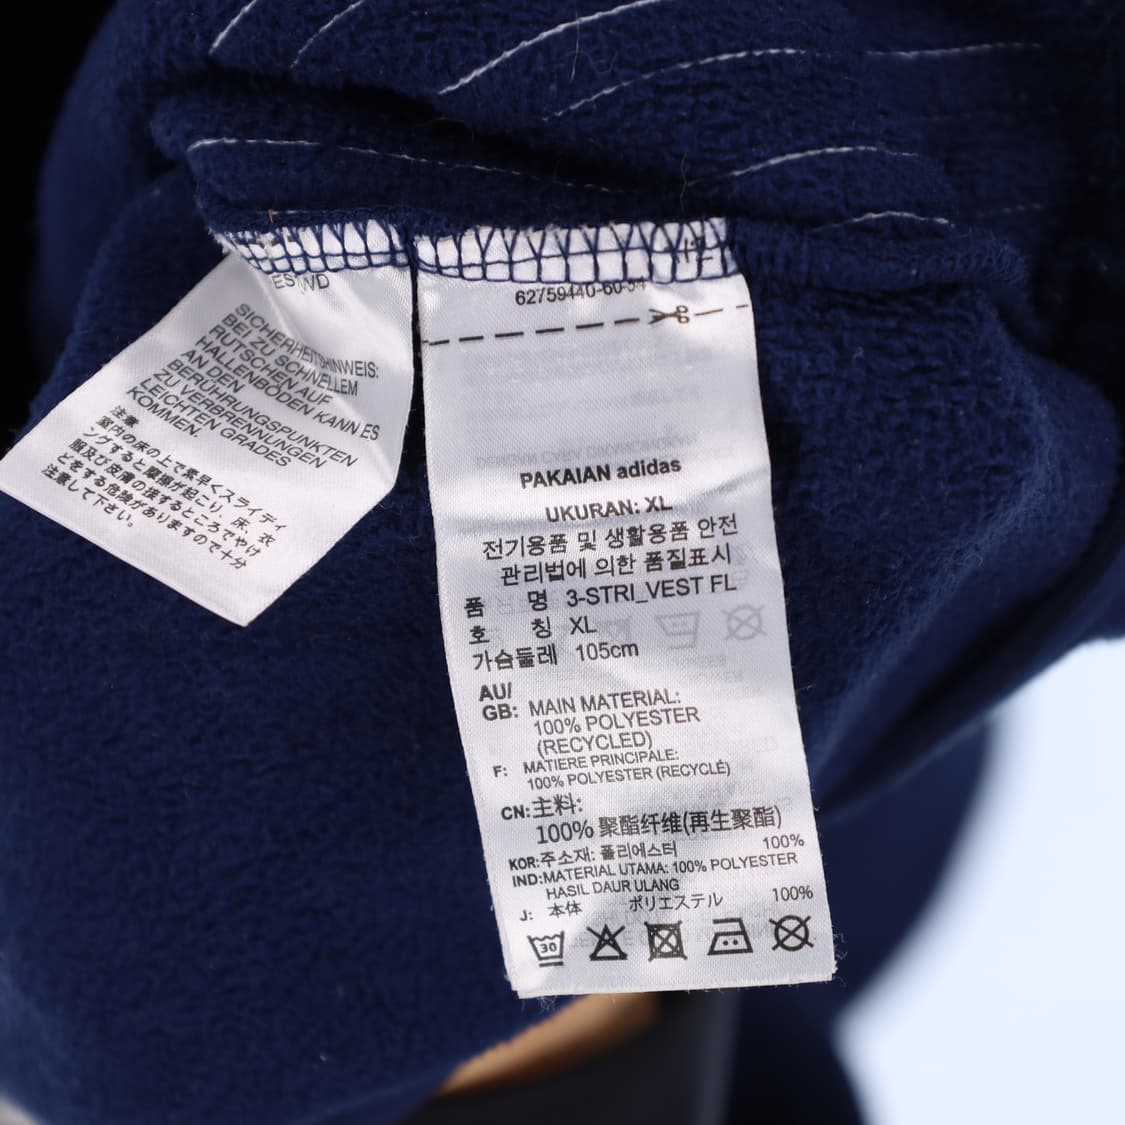 SICHERHEITSHINWEIS:
BEI ZU SCHNELLEM
RUTSCHEN AUF
HALLENBÖDEN KANN ES
AN DEN
BERÜHRUNGSPUNKTEN
ZU VERBRENNUNGEN
LEICHTEN GRADES
KOMMEN.
注意
室内の床の上で素早くスライディ
ングすると摩擦が起こり、床、衣
服及び皮膚の接するところでやけ
どをする危険がありますので十分
注意して下さい。
62759440-60-54
PAKAIAN adidas
UKURAN: XL
전기용품 및 생활용품 안전
관리법에 의한 품질표시
품 명 3-STRI_VEST FL
호 칭 XL
가슴둘레 105cm
AU/
GB: MAIN MATERIAL:
100% POLYESTER
(RECYCLED)
F: MATIERE PRINCIPALE:
100% POLYESTER (RECYCLÉ)
CN:主料:
100% 聚酯纤维(再生聚酯)
KOR:주소재: 폴리에스터 100%
IND:MATERIAL UTAMA: 100% POLYESTER
HASIL DAUR ULANG
J: 本体 ポリエステル 100%
30